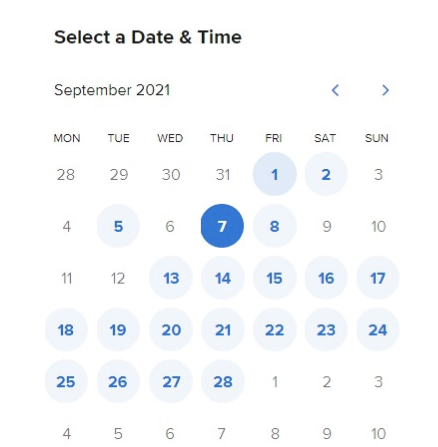 Select a Date & Time
September 2021
MON TUE WED THU FRI SAT SUN
28 29 30 31 1 2 3
4 5 6 7 8 9 10
11 12 13 14 15 16 17
18 19 20 21 22 23 24
25 26 27 28 1 2 3
4 5 6 7 8 9 10